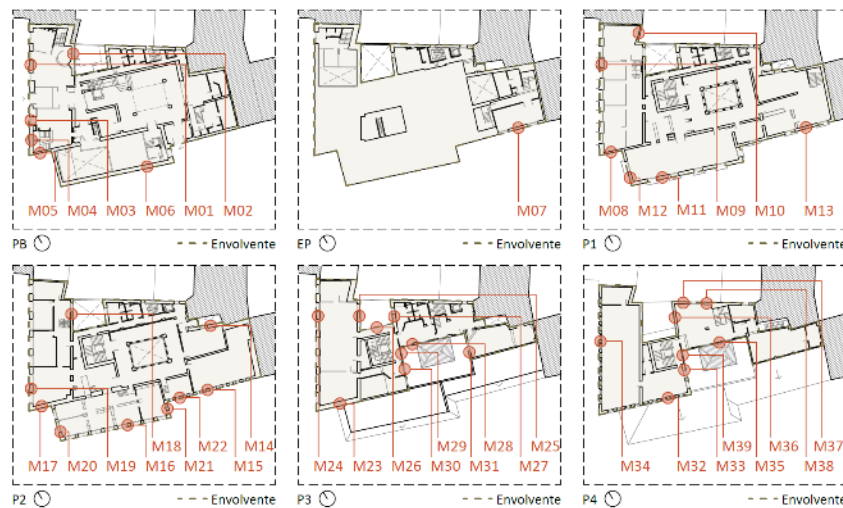 M05 M04 M03 M06 M01 M02
PB Envolvente
M07
EP Envolvente
M08 M12 M11 M09 M10 M13
P1 Envolvente
M18 M22 M14
M17 M20 M19 M16 M21 M15
P2 Envolvente
M29 M28 M25
M24 M23 M26 M30 M31 M27
P3 Envolvente
M39 M36 M37
M34 M32 M33 M35 M38
P4 Envolvente